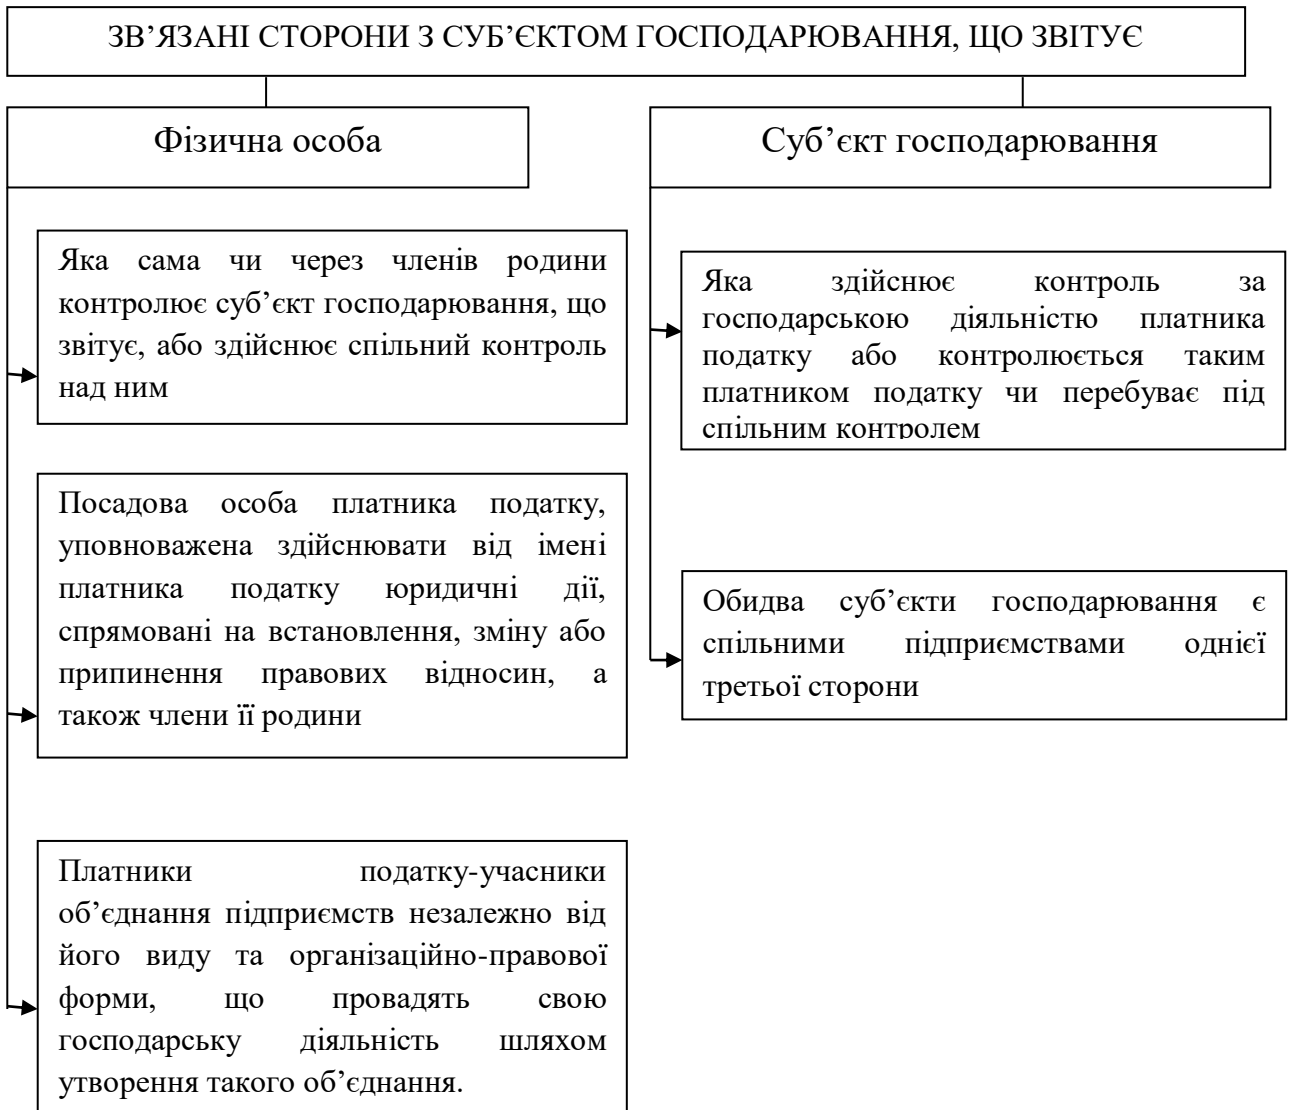 ЗВ’ЯЗАНІ СТОРОНИ З СУБ’ЄКТОМ ГОСПОДАРЮВАННЯ, ЩО ЗВІТУЄ
Фізична особа
Яка сама чи через членів родини
контролює суб’єкт господарювання, що
звітує, або здійснює спільний контроль
над ним
Посадова особа платника податку,
уповноважена здійснювати від імені
платника податку юридичні дії,
спрямовані на встановлення, зміну або
припинення правових відносин, а
також члени її родини
Платники податку-учасники
об’єднання підприємств незалежно від
його виду та організаційно-правової
форми, що провадять свою
господарську діяльність шляхом
утворення такого об’єднання.
Суб’єкт господарювання
Яка здійснює контроль за
господарською діяльністю платника
податку або контролюється таким
платником податку чи перебуває під
спільним контролем
Обидва суб’єкти господарювання є
спільними підприємствами однієї
третьої сторони